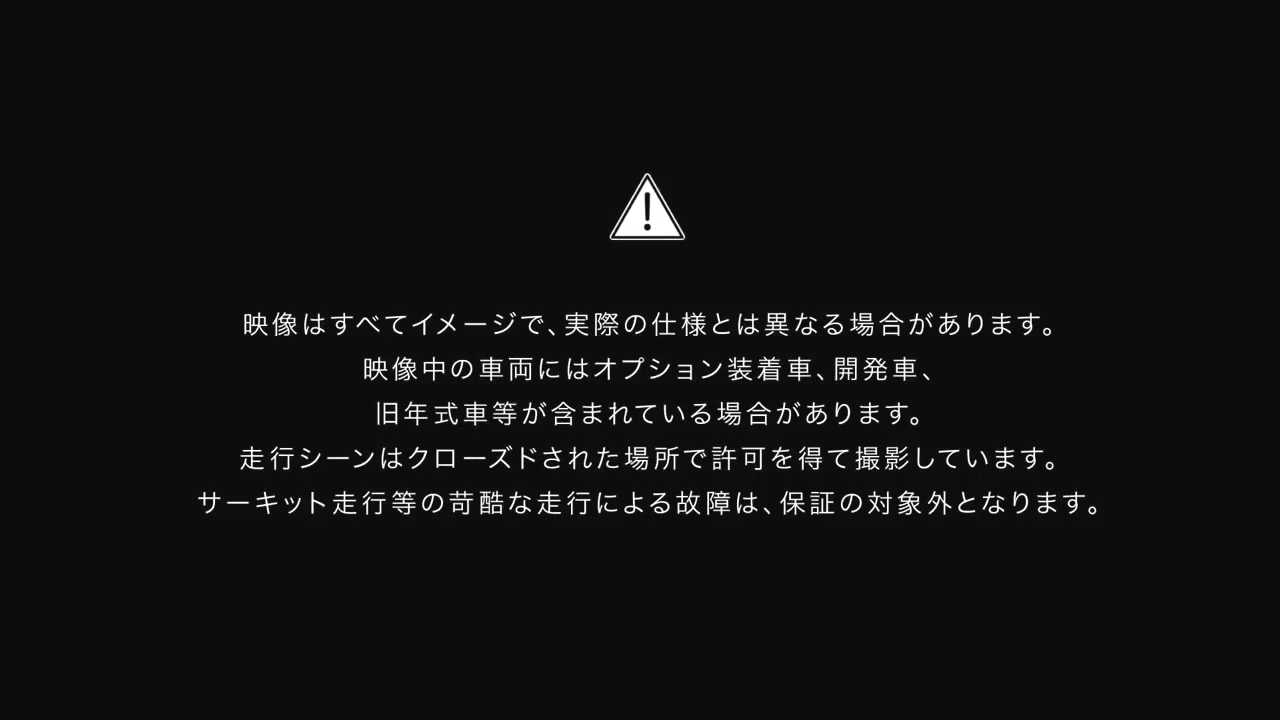 映像はすべてイメージで、実際の仕様とは異なる場合があります。
映像中の車両にはオプション装着車、開発車、
旧年式車等が含まれている場合があります。
走行シーンはクローズドされた場所で許可を得て撮影しています。
サーキット走行等の苛酷な走行による故障は、保証の対象外となります。